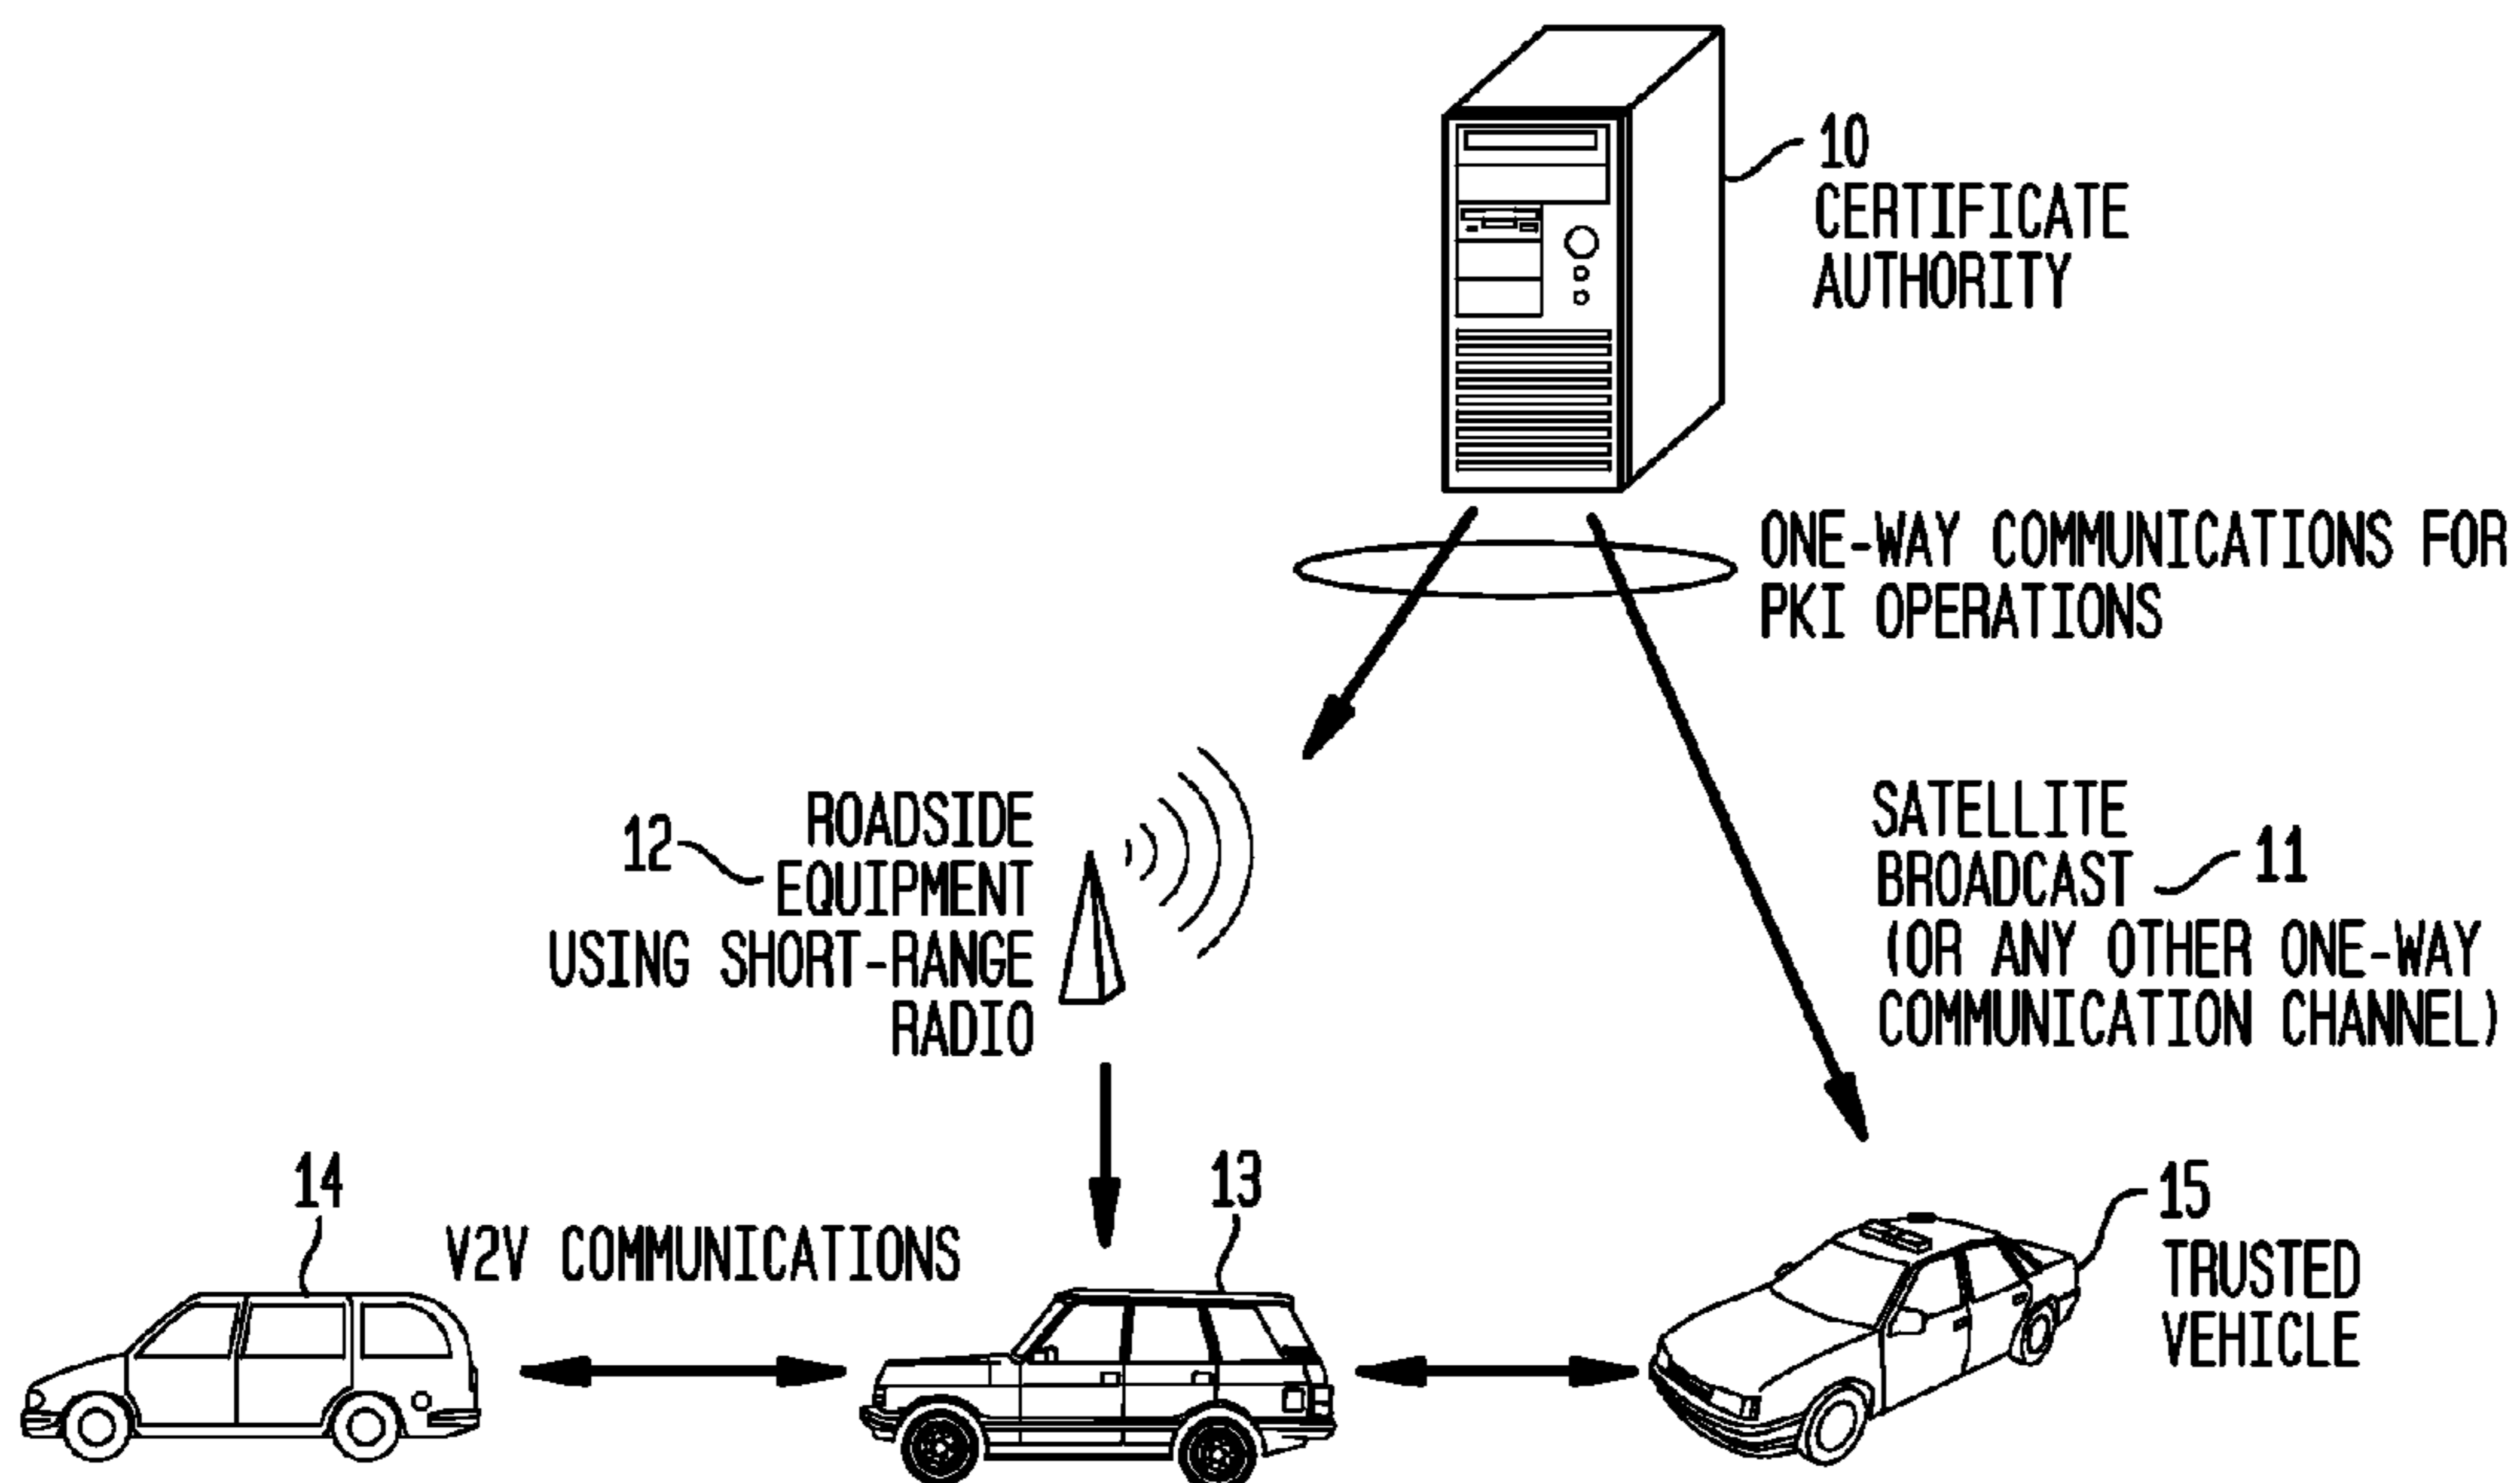 10
CERTIFICATE
AUTHORITY
ONE-WAY COMMUNICATIONS FOR
PKI OPERATIONS
12
ROADSIDE
EQUIPMENT
USING SHORT-RANGE
RADIO
SATELLITE
BROADCAST
(OR ANY OTHER ONE-WAY
COMMUNICATION CHANNEL)
11
14
V2V COMMUNICATIONS
13
15
TRUSTED
VEHICLE